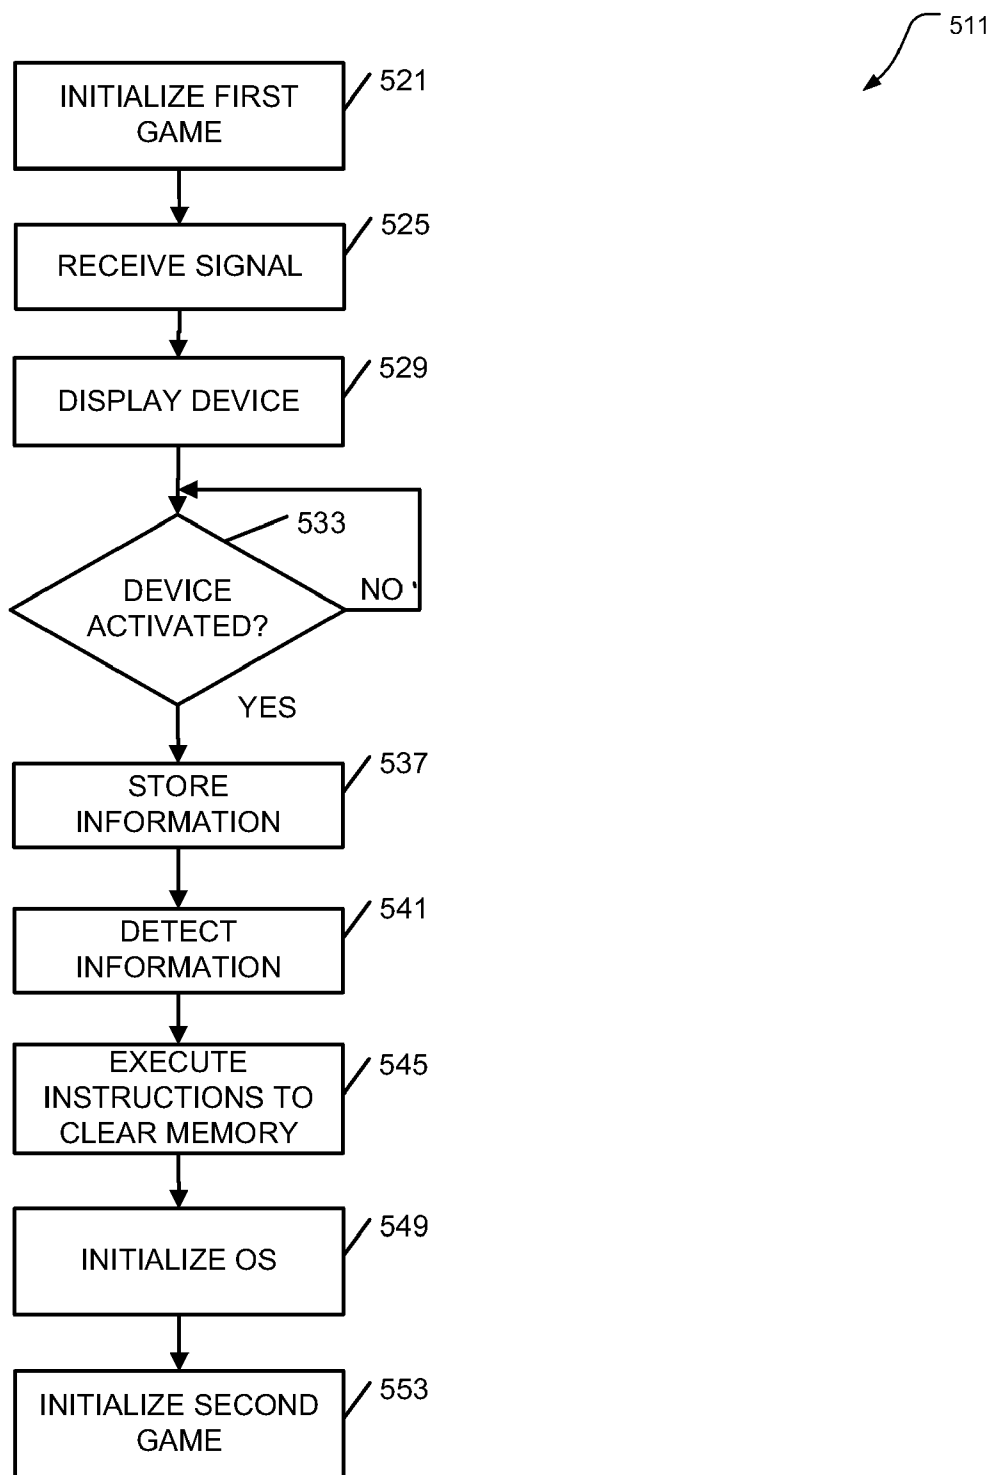 511
INITIALIZE FIRST
GAME
521
RECEIVE SIGNAL
525
DISPLAY DEVICE
529
533
DEVICE
ACTIVATED?
NO
YES
STORE
INFORMATION
537
DETECT
INFORMATION
541
EXECUTE
INSTRUCTIONS TO
CLEAR MEMORY
545
INITIALIZE OS
549
INITIALIZE SECOND
GAME
553